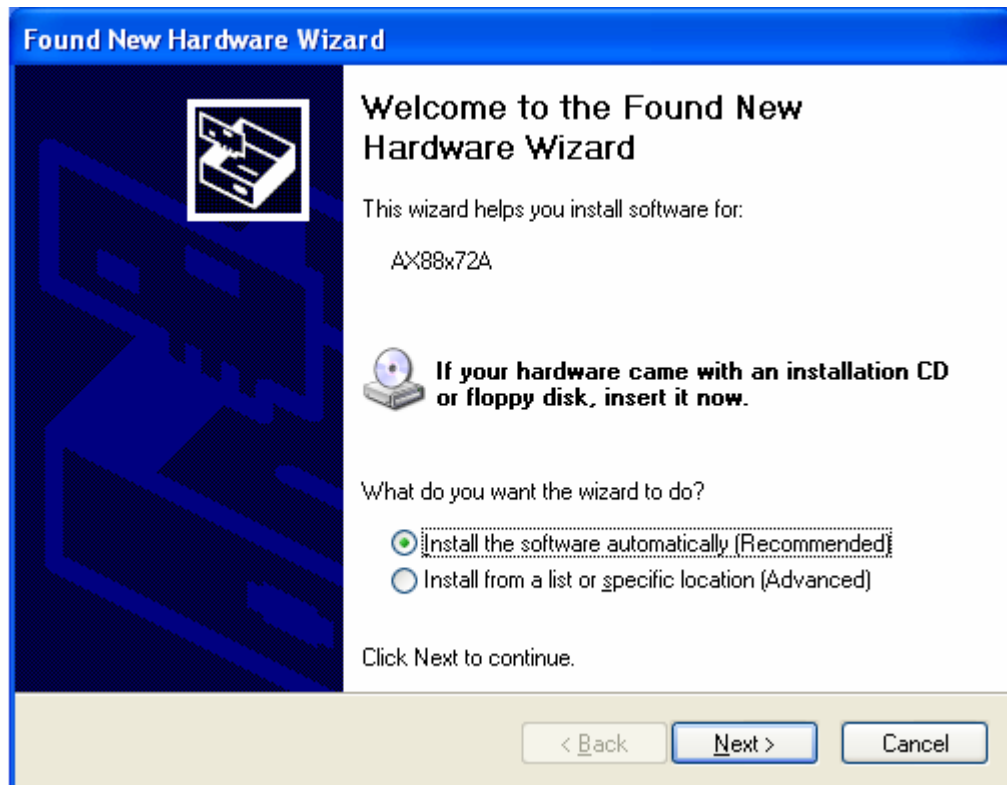 Found New Hardware Wizard
Welcome to the Found New
Hardware Wizard
This wizard helps you install software for:
AX88x72A
If your hardware came with an installation CD
or floppy disk, insert it now.
What do you want the wizard to do?
Install the software automatically (Recommended)
Install from a list or specific location (Advanced)
Click Next to continue.
< Back Next > Cancel